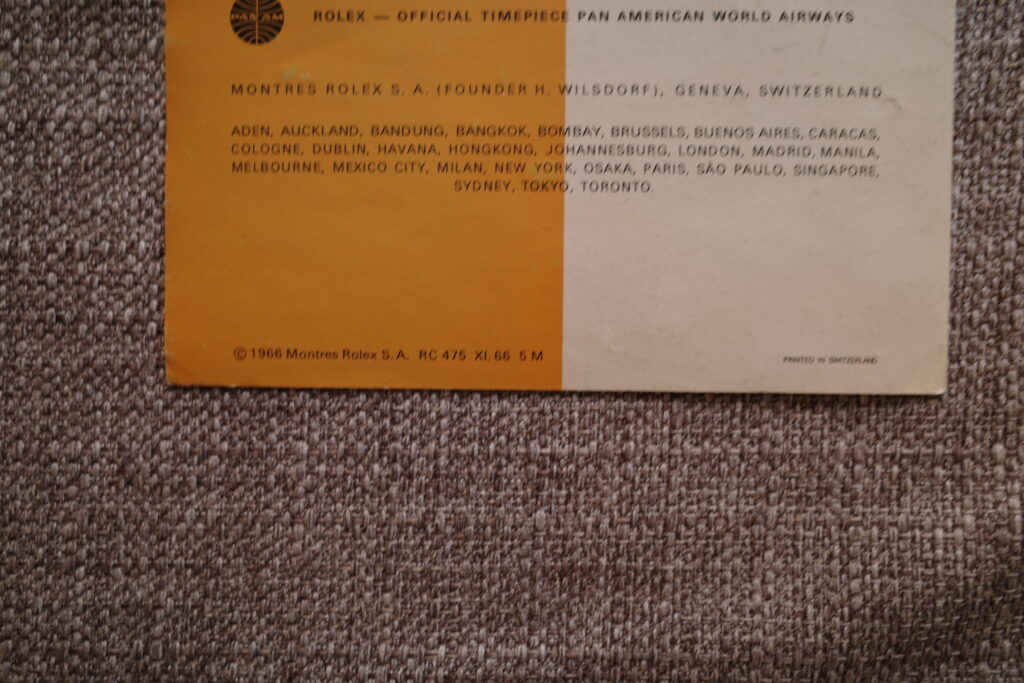 PAN AM
ROLEX — OFFICIAL TIMEPIECE PAN AMERICAN WORLD AIRWAYS
MONTRES ROLEX S. A. (FOUNDER H. WILSDORF), GENEVA, SWITZERLAND
ADEN, AUCKLAND, BANDUNG, BANGKOK, BOMBAY, BRUSSELS, BUENOS AIRES, CARACAS,
COLOGNE, DUBLIN, HAVANA, HONGKONG, JOHANNESBURG, LONDON, MADRID, MANILA,
MELBOURNE, MEXICO CITY, MILAN, NEW YORK, OSAKA, PARIS, SÃO PAULO, SINGAPORE,
SYDNEY, TOKYO, TORONTO.
© 1966 Montres Rolex S. A. RC 475 XI. 66 5 M
PRINTED IN SWITZERLAND